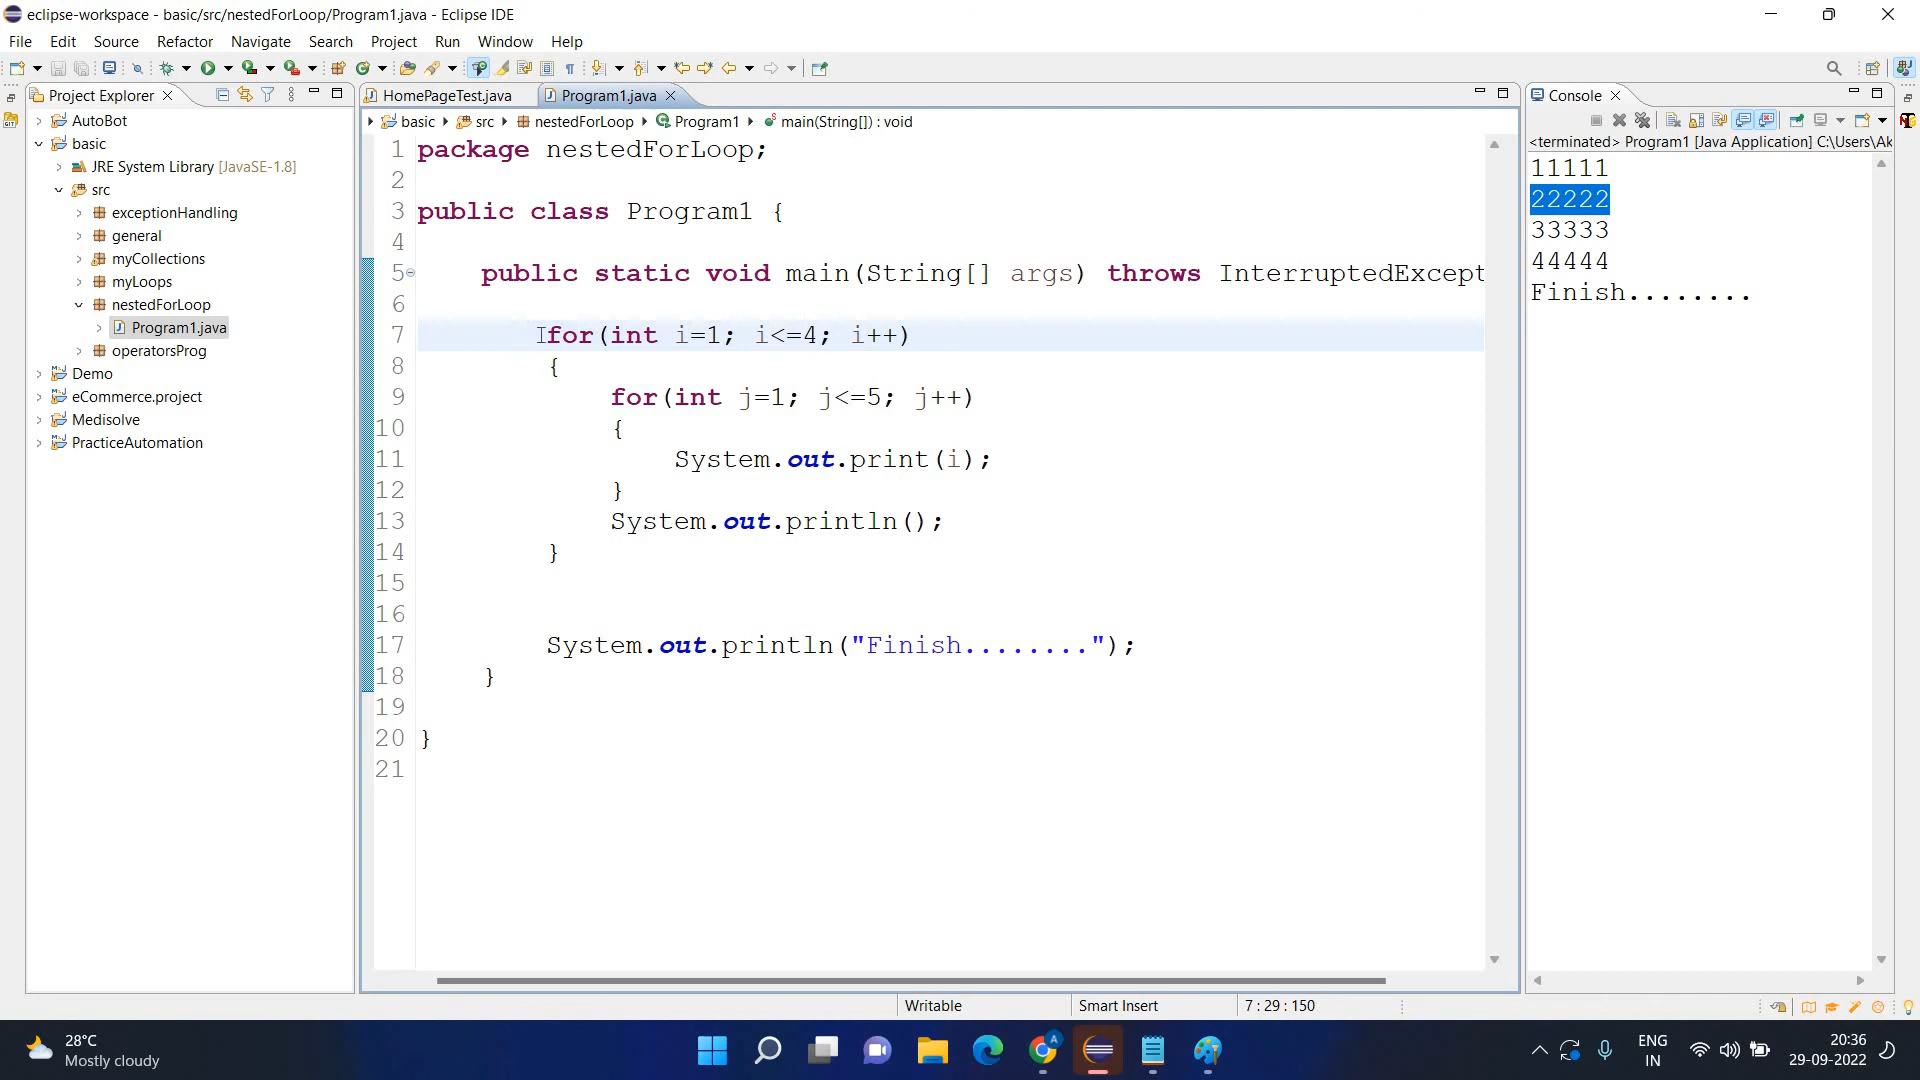 eclipse-workspace - basic/src/nestedForLoop/Program1.java - Eclipse IDE
File Edit Source Refactor Navigate Search Project Run Window Help
Project Explorer
AutoBot
basic
JRE System Library [JavaSE-1.8]
src
exceptionHandling
general
myCollections
myLoops
nestedForLoop
Program1.java
operatorsProg
Demo
eCommerce.project
Medisolve
PracticeAutomation
HomePageTest.java Program1.java
basic src nestedForLoop Program1 main(String[]) : void
1 package nestedForLoop;
2
3 public class Program1 {
4
5 public static void main(String[] args) throws InterruptedExcept
6
7 for(int i=1; i<=4; i++)
8 {
9 for(int j=1; j<=5; j++)
10 {
11 System.out.print(i);
12 }
13 System.out.println();
14 }
15
16
17 System.out.println("Finish........");
18 }
19
20 }
21
Console
<terminated> Program1 [Java Application] C:\Users\Ak
11111
22222
33333
44444
Finish........
Writable Smart Insert 7 : 29 : 150
28°C
Mostly cloudy
A
ENG
IN
20:36
29-09-2022